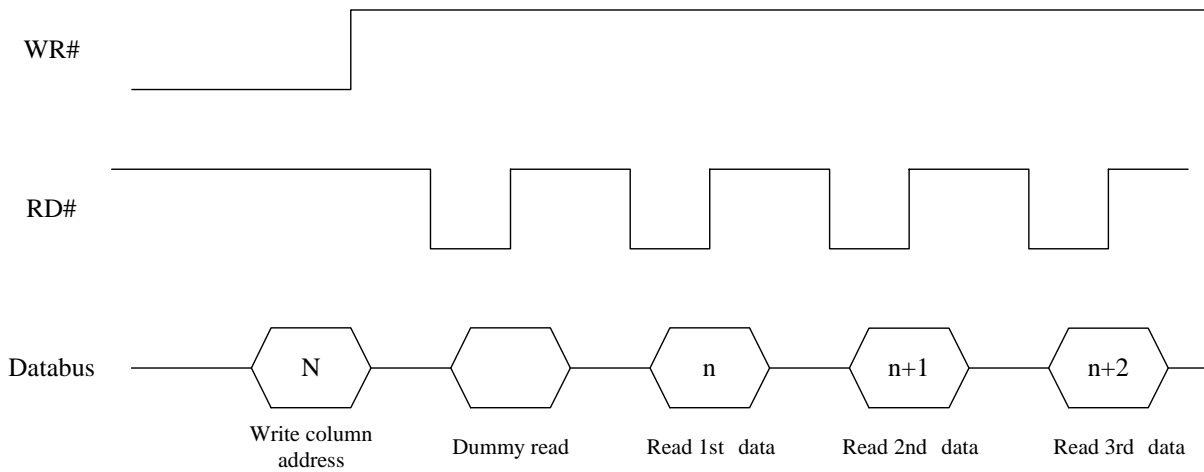 WR#
RD#
Databus
N
n
n+1
n+2
Write column
address
Dummy read
Read 1st data
Read 2nd data
Read 3rd data